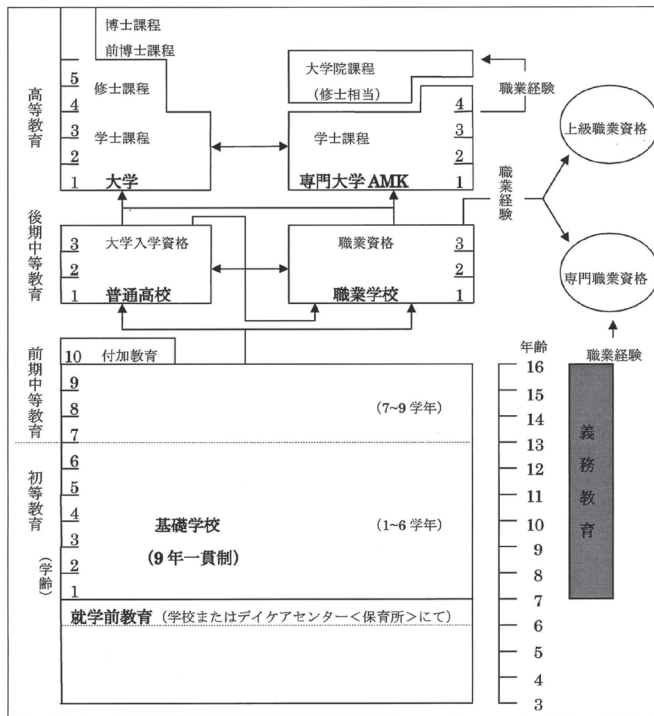 博士課程
前博士課程
高等教育
5
修士課程
4
3
学士課程
2
1
大学
大学院課程
(修士相当)
職業経験
4
学士課程
3
2
専門大学 AMK
1
上級職業資格
職業経験
専門職業資格
職業経験
後期中等教育
3
大学入学資格
2
1
普通高校
職業資格
3
2
職業学校
1
前期中等教育
10 付加教育
9
8
(7~9 学年)
7
初等教育
6
5
4
基礎学校
(1~6 学年)
3
(9 年一貫制)
2
1
(学齢)
就学前教育 (学校またはデイケアセンター<保育所>にて)
年齢
16
15
14
13
12
11
10
9
8
7
6
5
4
3
義務教育